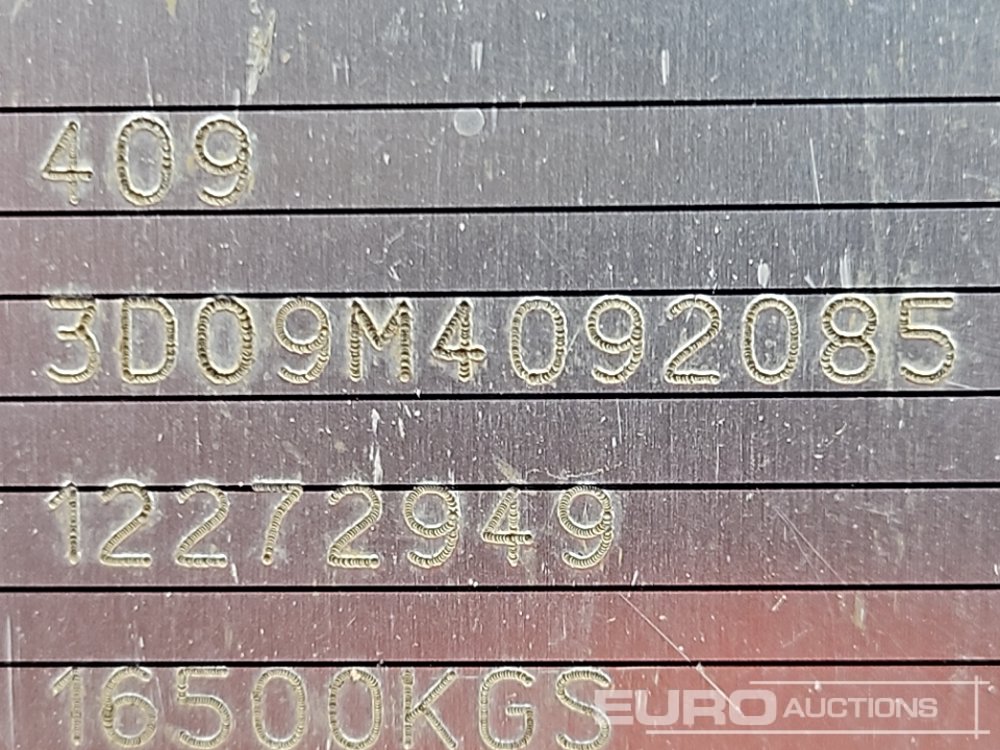 409
3D09M4092085
12272949
16500KGS
EURO AUCTIONS